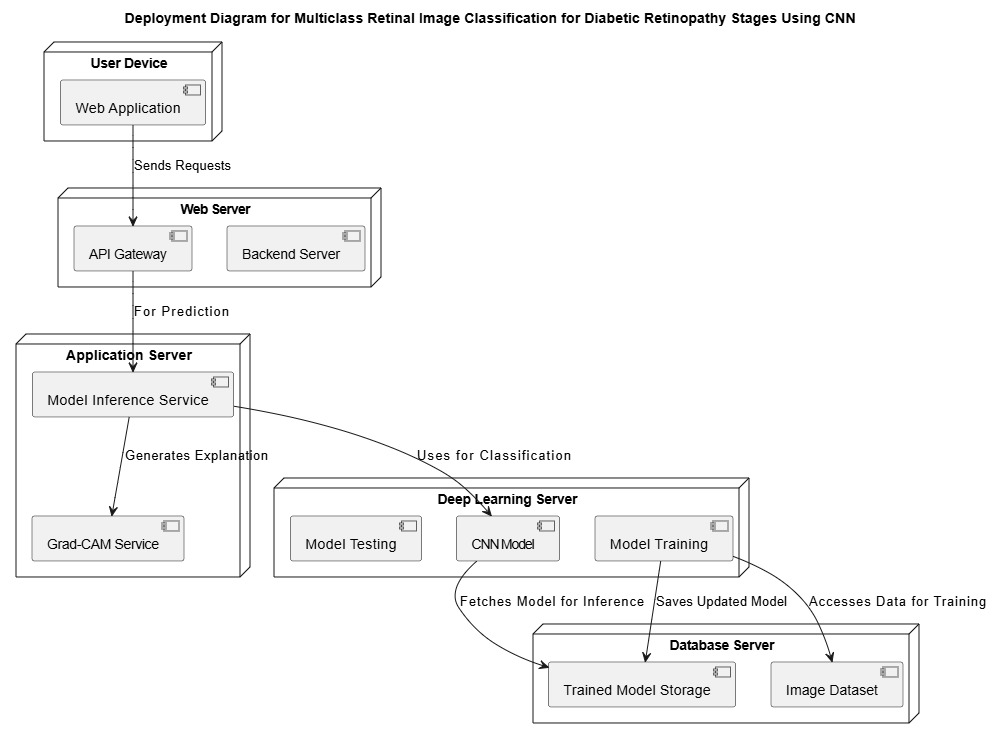 Deployment Diagram for Multiclass Retinal Image Classification for Diabetic Retinopathy Stages Using CNN
User Device
Web Application
Sends Requests
Web Server
API Gateway
Backend Server
For Prediction
Application Server
Model Inference Service
Generates Explanation
Uses for Classification
Grad-CAM Service
Deep Learning Server
Model Testing
CNN Model
Model Training
Fetches Model for Inference
Saves Updated Model
Accesses Data for Training
Database Server
Trained Model Storage
Image Dataset